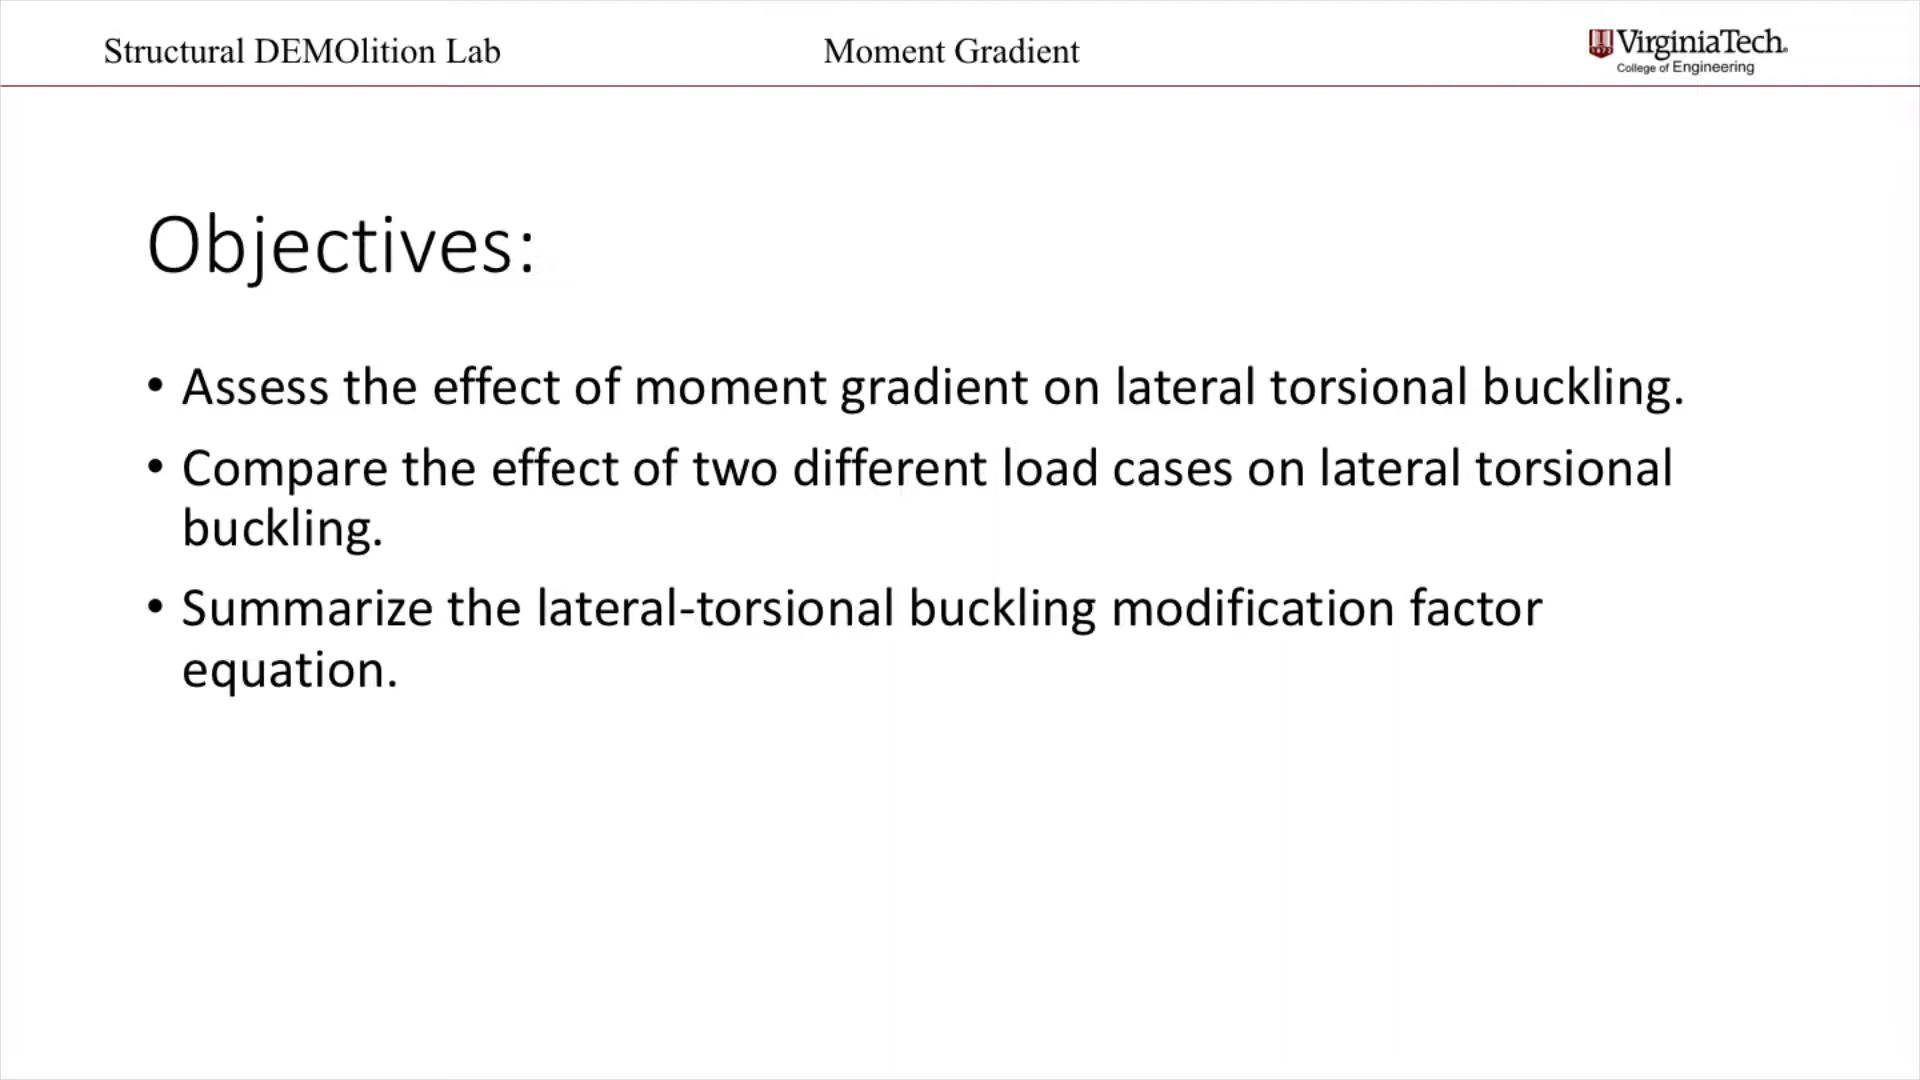 Structural DEMOlition Lab
Moment Gradient
VirginiaTech
College of Engineering
Objectives:
• Assess the effect of moment gradient on lateral torsional buckling.
• Compare the effect of two different load cases on lateral torsional
buckling.
• Summarize the lateral-torsional buckling modification factor
equation.